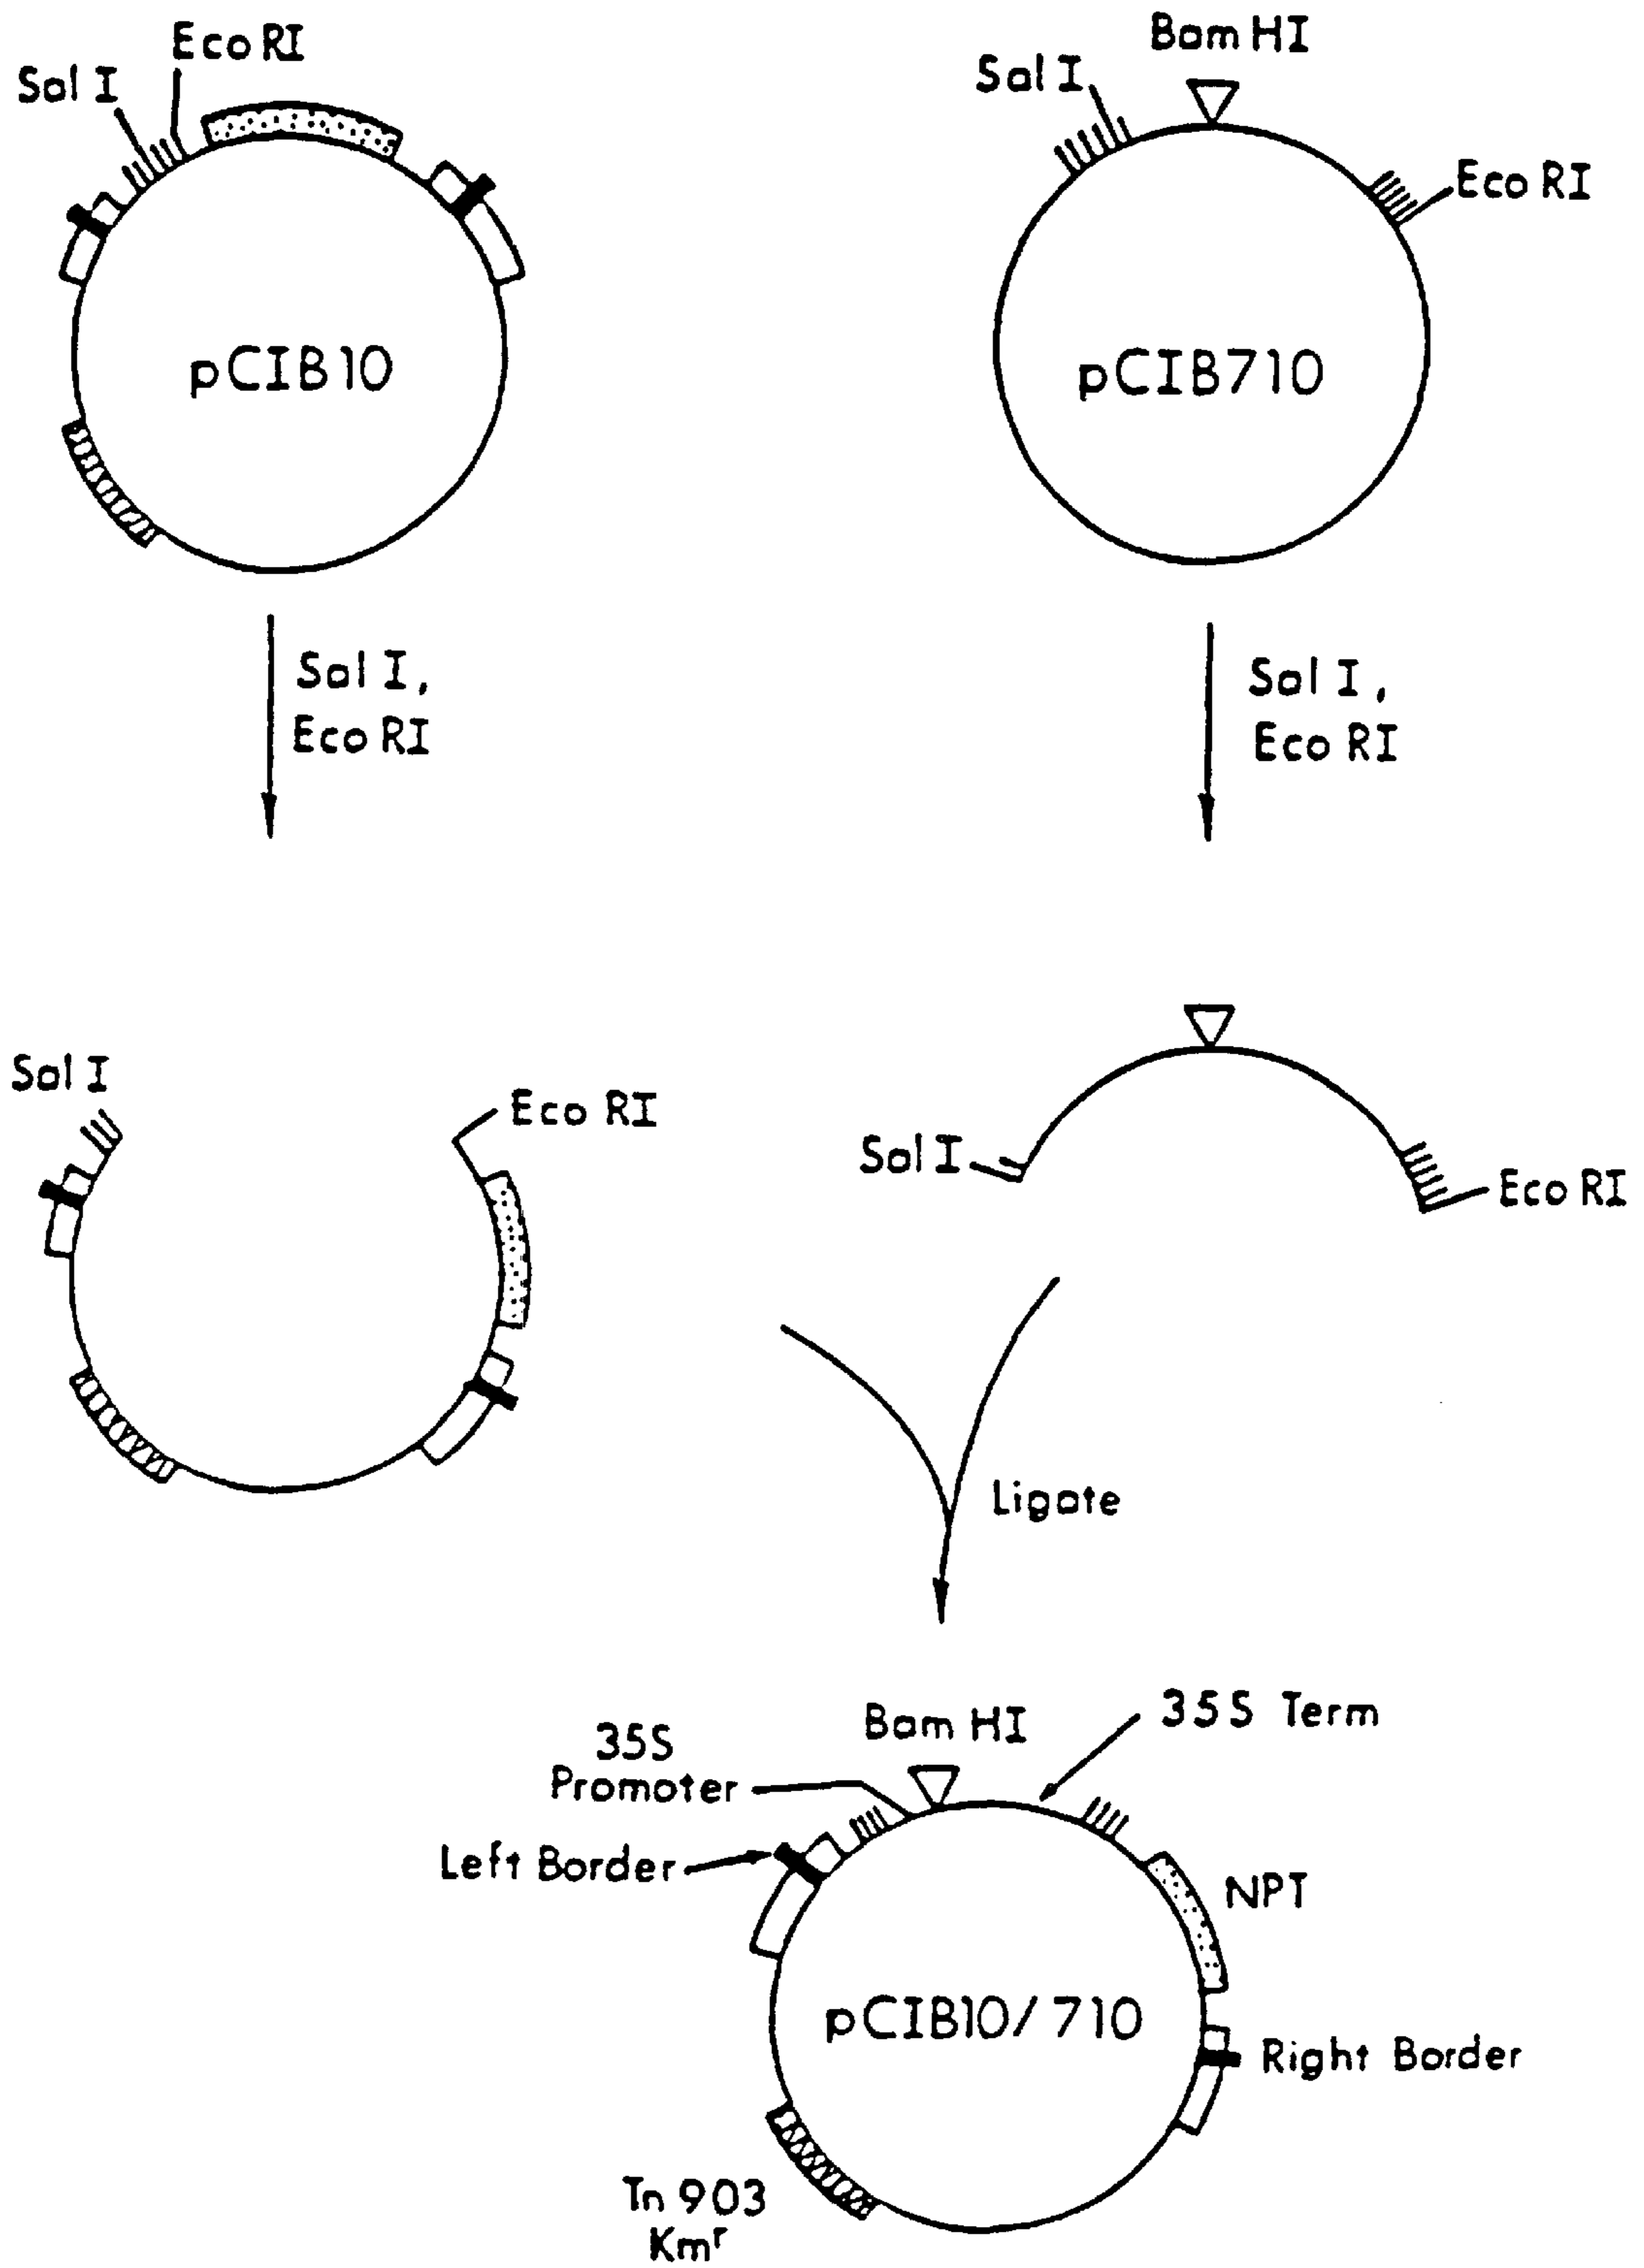 Eco RI
Sal I
Bam HI
Sal I
Eco RI
pCIB10
pCIB710
Sal I,
Eco RI
Sal I,
Eco RI
Sal I
Eco RI
Sal I
Eco RI
Ligate
35S Term
Bam HI
35S
Promoter
Left Border
NPT
pCIB10/710
Right Border
Tn 903
Kmʳ